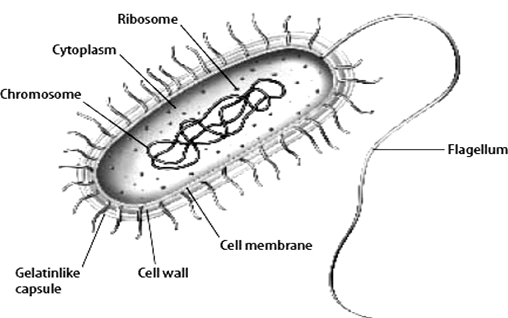 Ribosome
Cytoplasm
Chromosome
Flagellum
Cell membrane
Gelatinlike
capsule
Cell wall